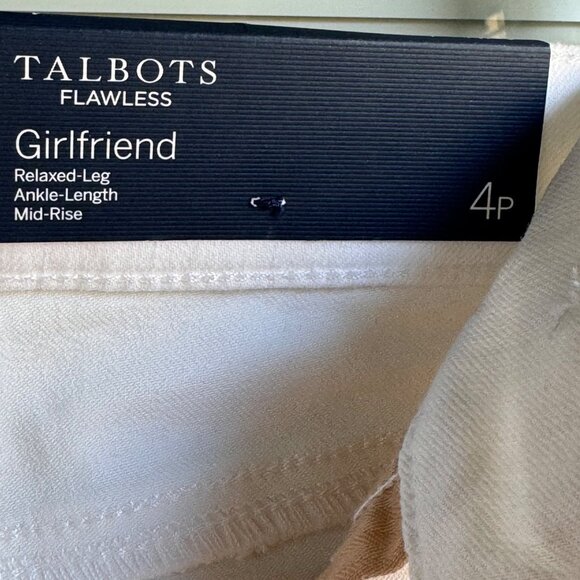 TALBOTS
FLAWLESS
Girlfriend
Relaxed-Leg
Ankle-Length
Mid-Rise
4P